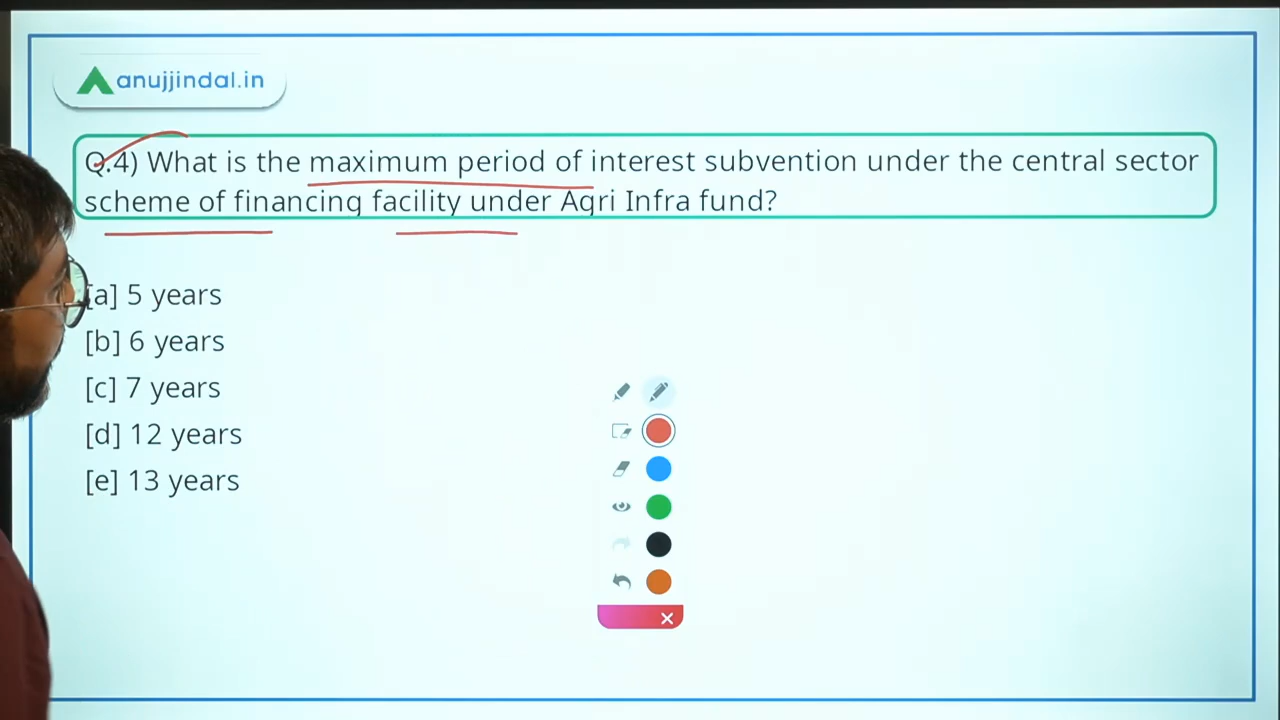 anujjindal.in
Q.4) What is the maximum period of interest subvention under the central sector
scheme of financing facility under Agri Infra fund?
[a] 5 years
[b] 6 years
[c] 7 years
[d] 12 years
[e] 13 years